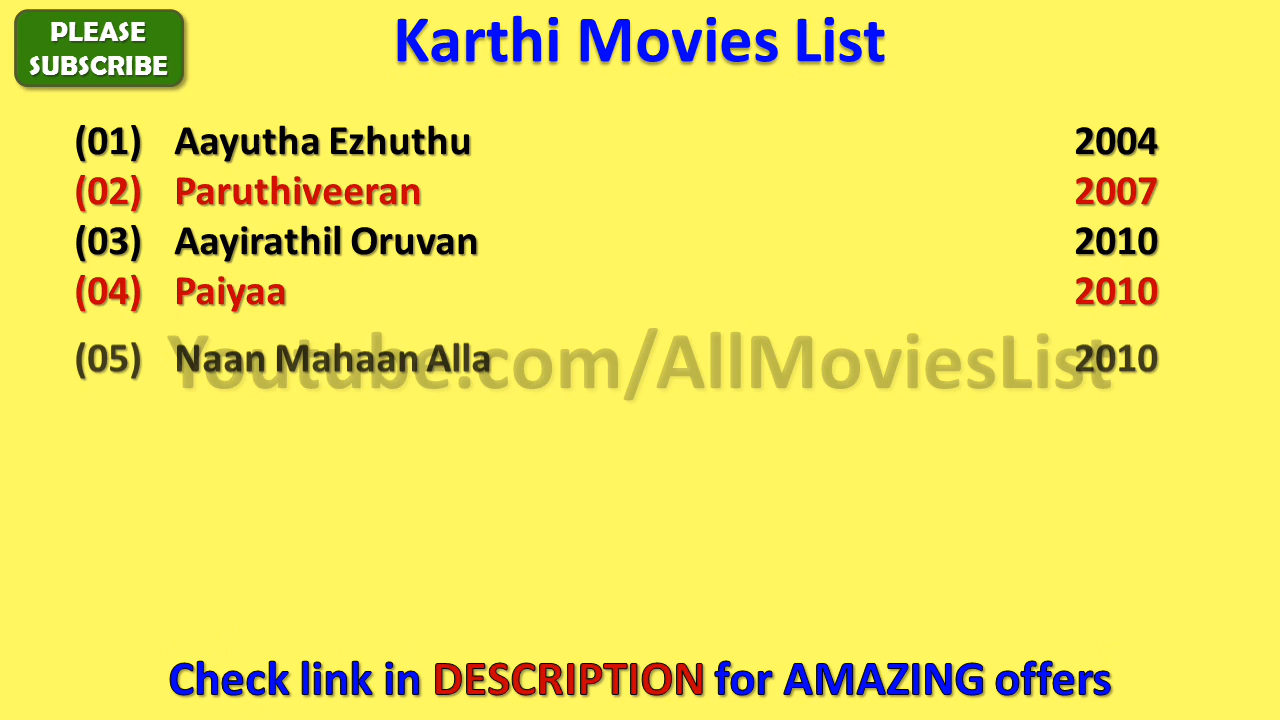 PLEASE
SUBSCRIBE
Karthi Movies List
(01) Aayutha Ezhuthu 2004
(02) Paruthiveeran 2007
(03) Aayirathil Oruvan 2010
(04) Paiyaa 2010
(05) Naan Mahaan Alla 2010
Youtube.com/AllMoviesList
Check link in DESCRIPTION for AMAZING offers